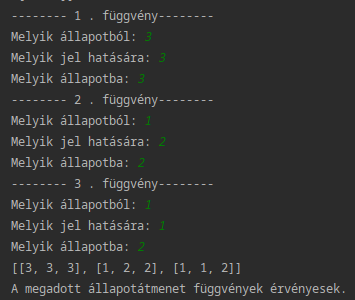 -------- 1 . függvény--------
Melyik állapotból: 3
Melyik jel hatására: 3
Melyik állapotba: 3
-------- 2 . függvény--------
Melyik állapotból: 1
Melyik jel hatására: 2
Melyik állapotba: 2
-------- 3 . függvény--------
Melyik állapotból: 1
Melyik jel hatására: 1
Melyik állapotba: 2
[[3, 3, 3], [1, 2, 2], [1, 1, 2]]
A megadott állapotátmenet függvények érvényesek.